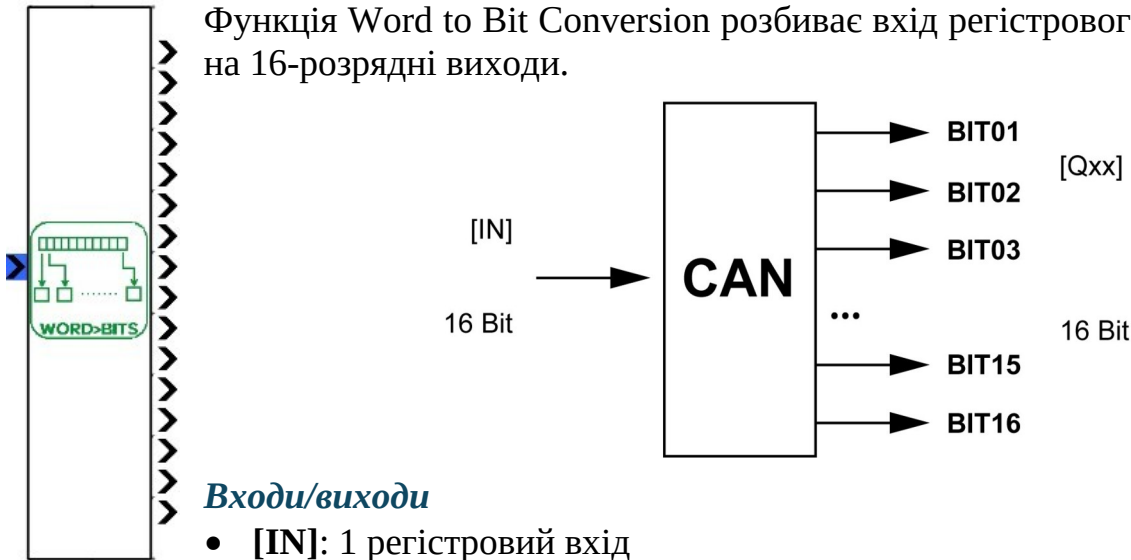 Функція Word to Bit Conversion розбиває вхід регістровог
на 16-розрядні виходи.
BIT01
[Qxx]
BIT02
[IN]
BIT03
CAN
WORD>BITS
16 Bit
...
16 Bit
BIT15
BIT16
Входи/виходи
• [IN]: 1 регістровий вхід